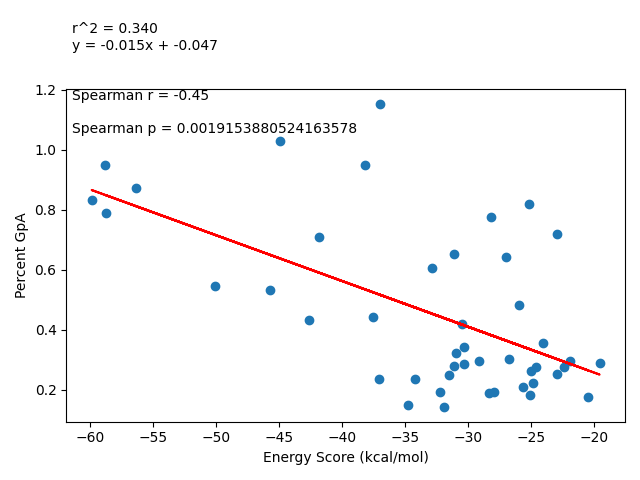 r^2 = 0.340
y = -0.015x + -0.047
Spearman r = -0.45
Spearman p = 0.0019153880524163578
1.2
1.0
0.8
0.6
0.4
0.2
Percent GpA
−60 −55 −50 −45 −40 −35 −30 −25 −20
Energy Score (kcal/mol)